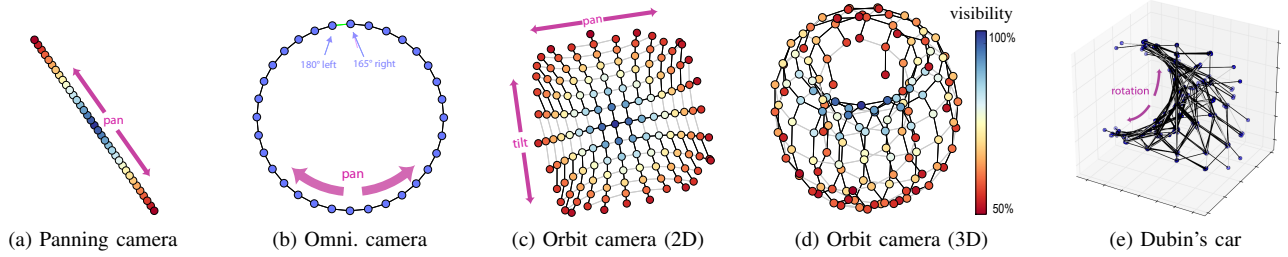 pan
(a) Panning camera
180° left
165° right
pan
(b) Omni. camera
pan
tilt
(c) Orbit camera (2D)
visibility
100%
50%
(d) Orbit camera (3D)
rotation
(e) Dubin's car